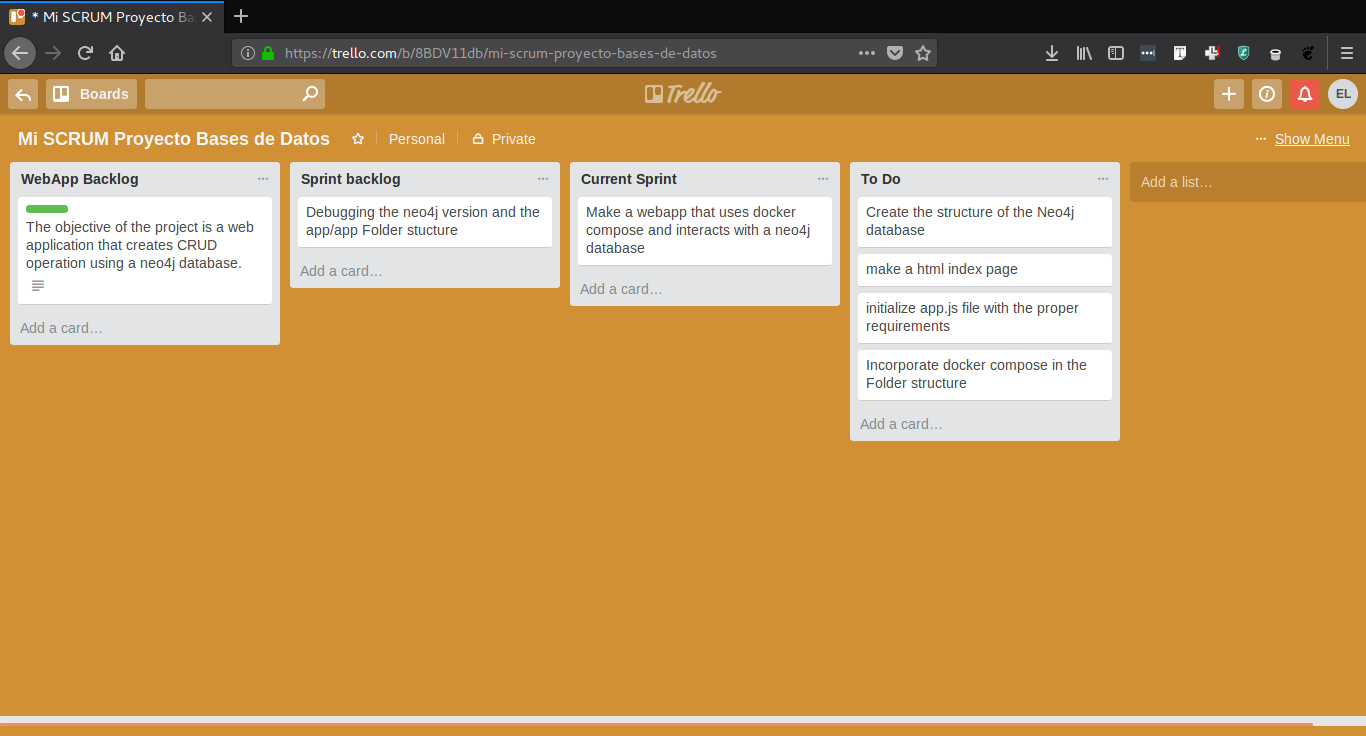 * Mi SCRUM Proyecto Ba
https://trello.com/b/8BDV11db/mi-scrum-proyecto-bases-de-datos
Boards
Trello
EL
Mi SCRUM Proyecto Bases de Datos
Personal
Private
Show Menu
WebApp Backlog
The objective of the project is a web
application that creates CRUD
operation using a neo4j database.
Add a card…
Sprint backlog
Debugging the neo4j version and the
app/app Folder stucture
Add a card…
Current Sprint
Make a webapp that uses docker
compose and interacts with a neo4j
database
Add a card…
To Do
Create the structure of the Neo4j
database
make a html index page
initialize app.js file with the proper
requirements
Incorporate docker compose in the
Folder structure
Add a card…
Add a list…